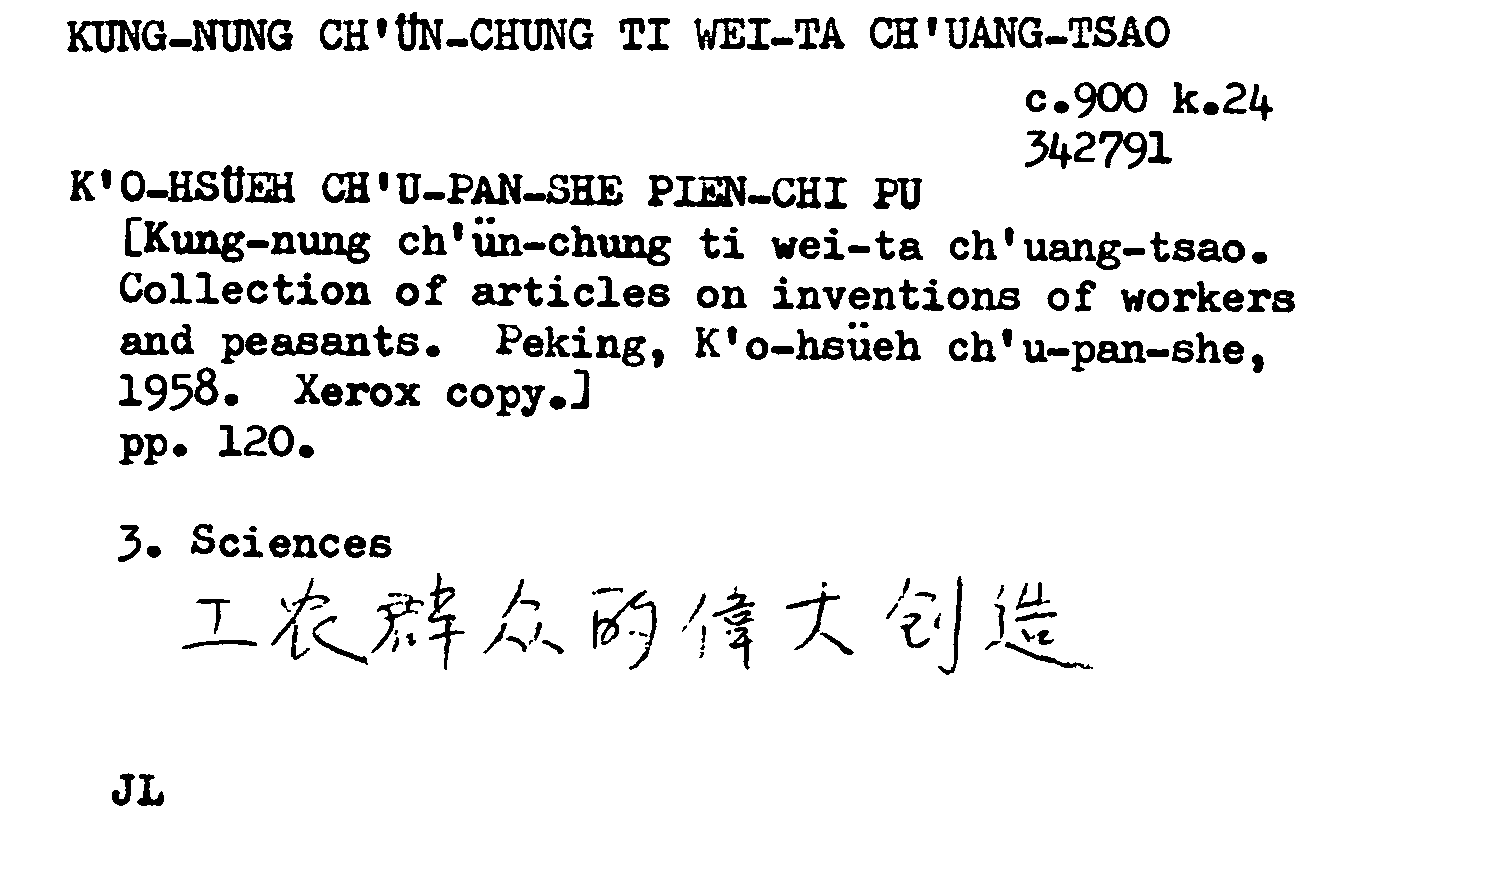 KUNG-NUNG CH'ÜN-CHUNG TI WEI-TA CH'UANG-TSAO
c.900 k.24
342791
K'O-HSÜEH CH'U-PAN-SHE PIEN-CHI PU
[Kung-nung ch'ün-chung ti wei-ta ch'uang-tsao.
Collection of articles on inventions of workers
and peasants. Peking, K'o-hsüeh ch'u-pan-she,
1958. Xerox copy.]
pp. 120.
3. Sciences
工农群众的偉大创造
JL